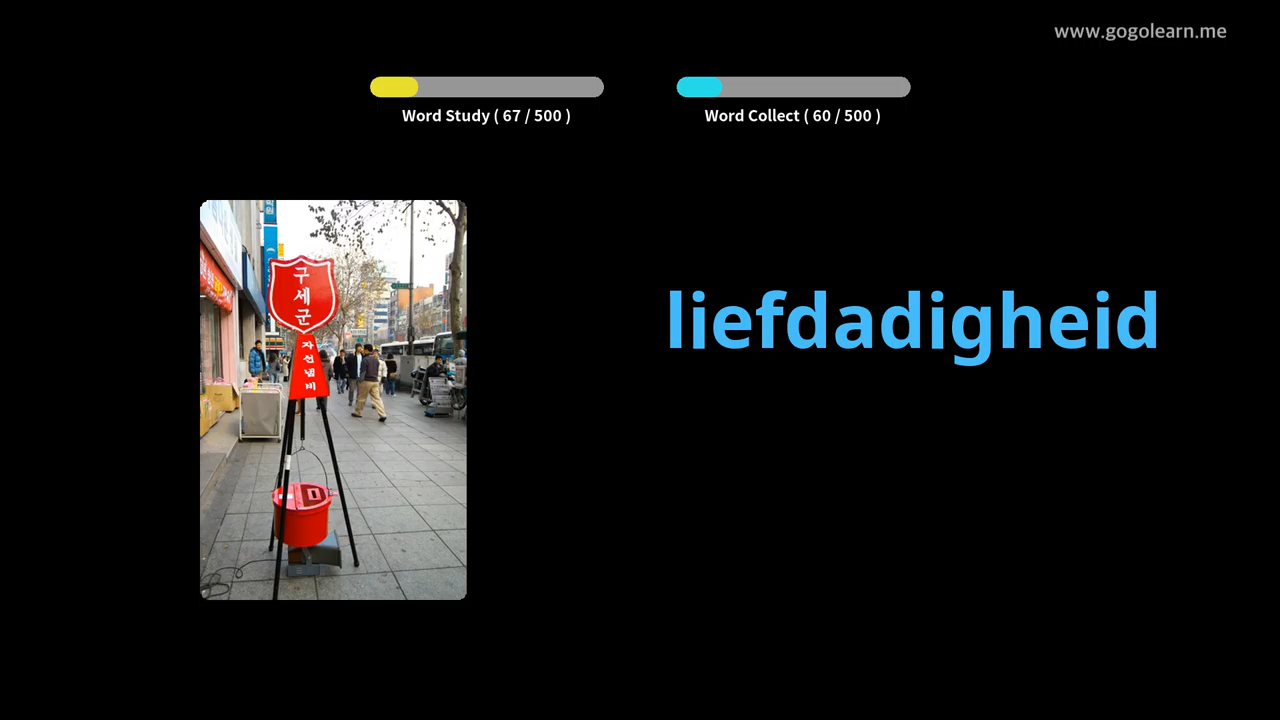 www.gogolearn.me
Word Study ( 67 / 500 )
Word Collect ( 60 / 500 )
구세군
자선냄비
liefdadigheid